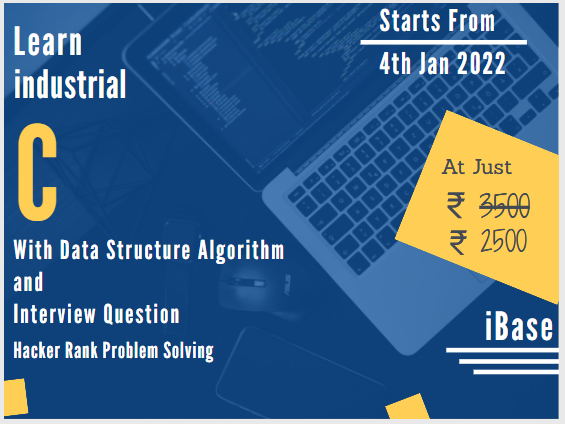 Learn
industrial
C
With Data Structure Algorithm
and
Interview Question
Hacker Rank Problem Solving
Starts From
4th Jan 2022
At Just
₹ 3500
₹ 2500
iBase